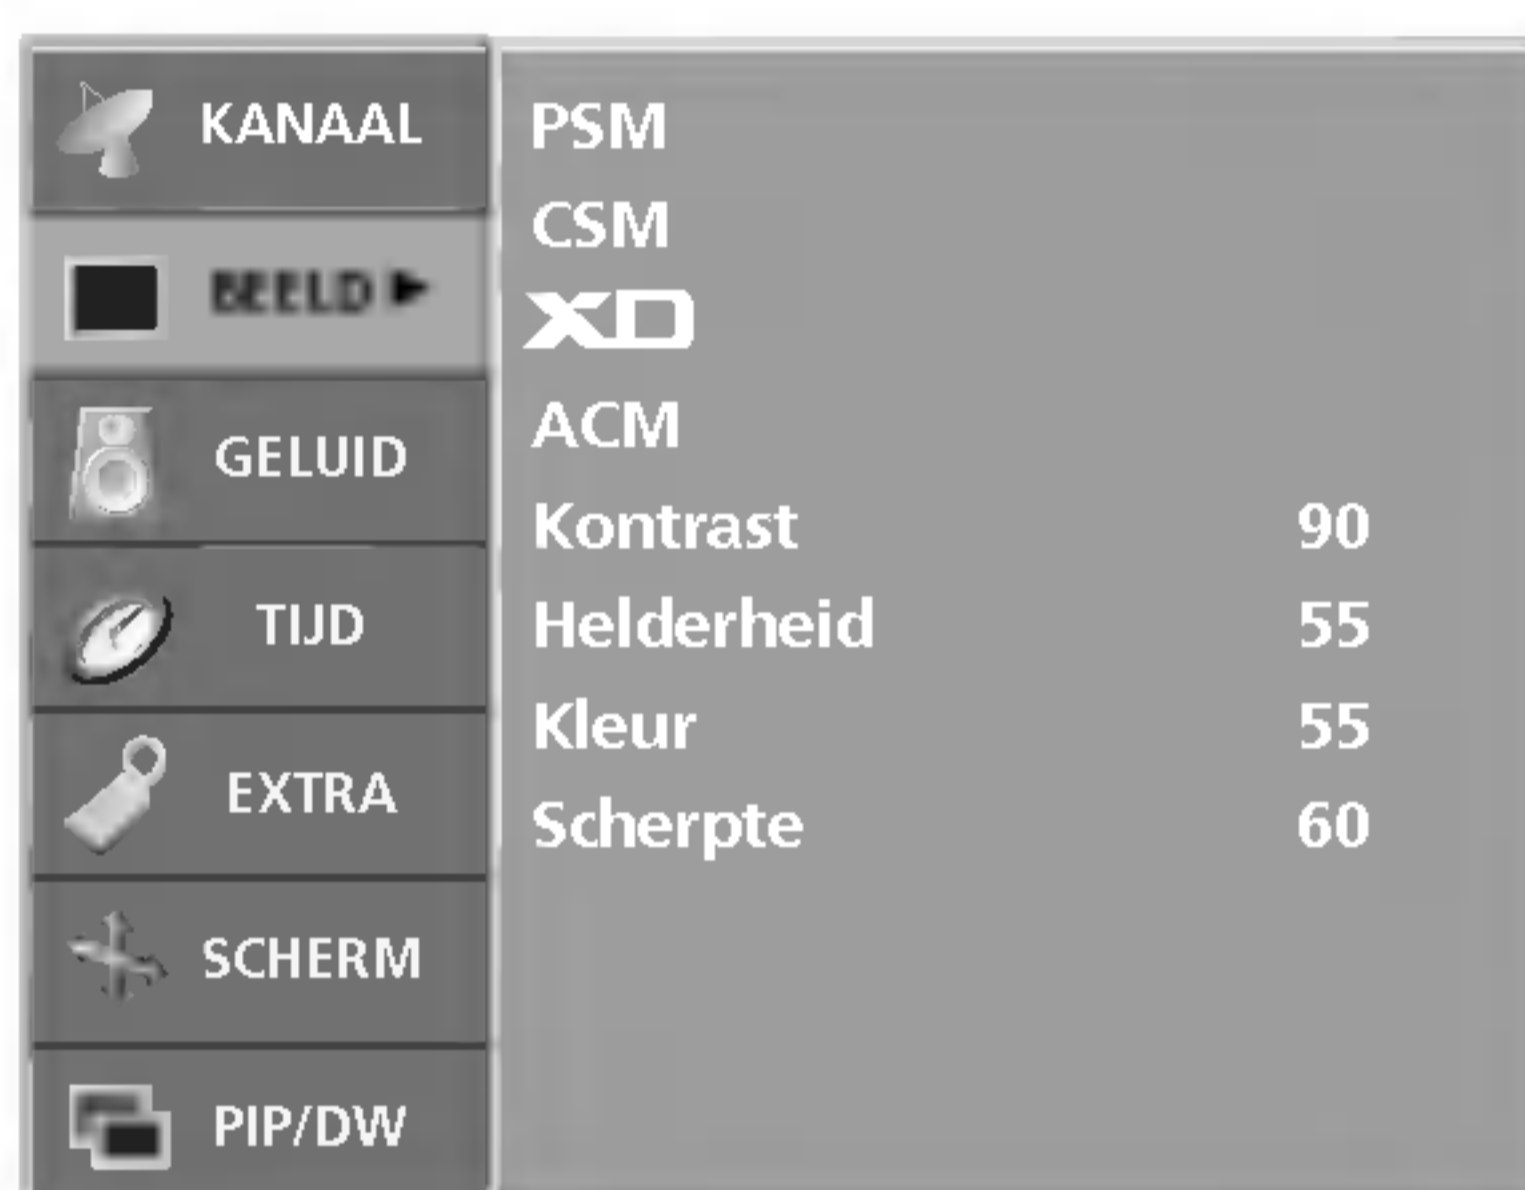 KANAAL
BEELD ►
GELUID
TIJD
EXTRA
SCHERM
PIP/DW
PSM
CSM
XD
ACM
Kontrast 90
Helderheid 55
Kleur 55
Scherpte 60